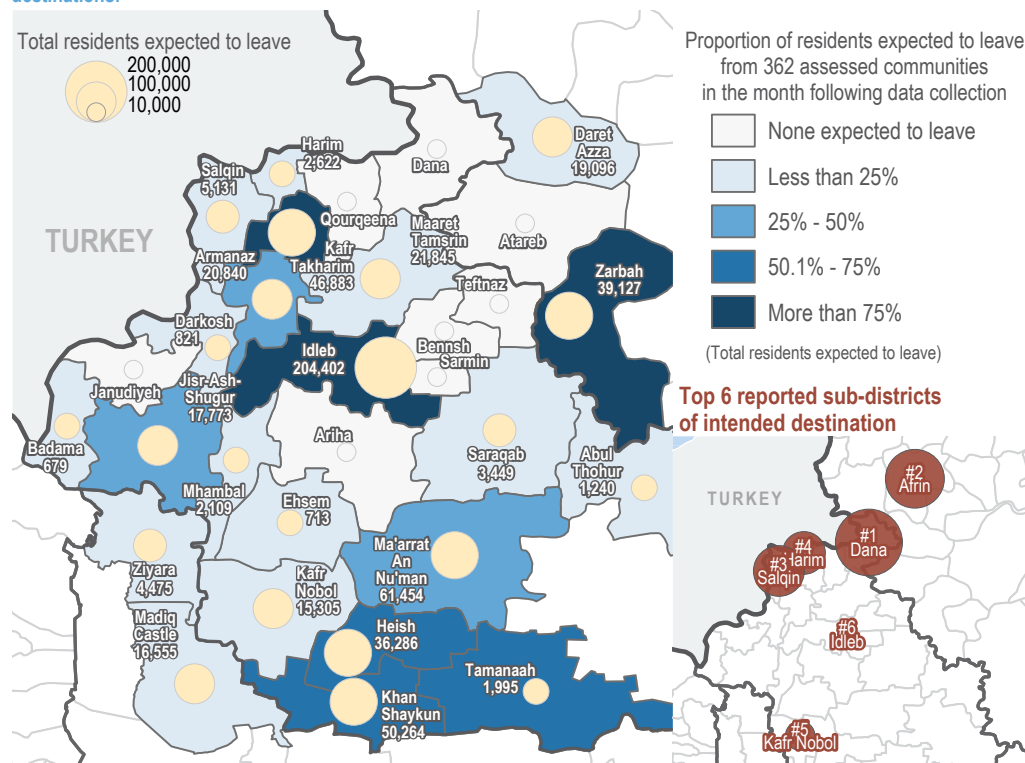 destinations.
Total residents expected to leave
200,000
100,000
10,000
Proportion of residents expected to leave
from 362 assessed communities
in the month following data collection
None expected to leave
Less than 25%
25% - 50%
50.1% - 75%
More than 75%
(Total residents expected to leave)
TURKEY
Harim
2,622
Dana
Daret
Azza
19,096
Salqin
5,131
Qourqeena
Maaret
Tamsrin
21,845
Atareb
Armanaz
20,840
Kafr
Takharim
46,883
Zarbah
39,127
Teftnaz
Darkosh
821
Idleb
204,402
Bennsh
Sarmin
Janudiyeh
Jisr-Ash-
Shugur
17,773
Ariha
Badama
679
Saraqab
3,449
Abul
Thohur
1,240
Mhambal
2,109
Ehsem
713
Ma'arrat
An
Nu'man
61,454
Ziyara
4,475
Kafr
Nobol
15,305
Madiq
Castle
16,555
Heish
36,286
Tamanaah
1,995
Khan
Shaykun
50,264
Top 6 reported sub-districts
of intended destination
TURKEY
#2
Afrin
#1
Dana
#4
Harim
#3
Salqin
#6
Idleb
#5
Kafr Nobol